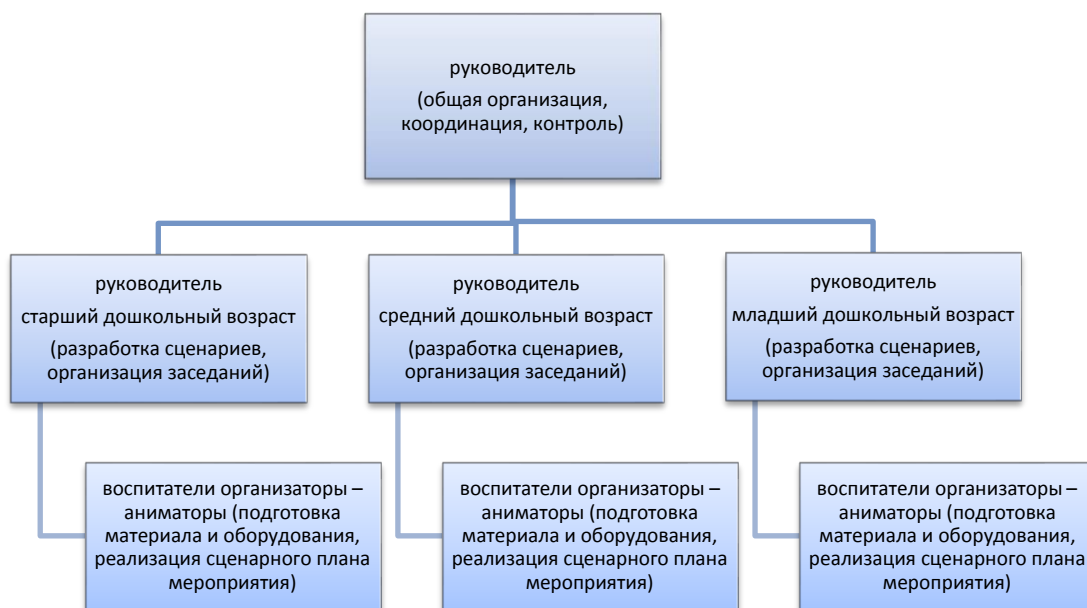 руководитель
(общая организация,
координация, контроль)
руководитель
старший дошкольный возраст
(разработка сценариев,
организация заседаний)
руководитель
средний дошкольный возраст
(разработка сценариев,
организация заседаний)
руководитель
младший дошкольный возраст
(разработка сценариев,
организация заседаний)
воспитатели организаторы –
аниматоры (подготовка
материала и оборудования,
реализация сценарного плана
мероприятия)
воспитатели организаторы –
аниматоры (подготовка
материала и оборудования,
реализация сценарного плана
мероприятия)
воспитатели организаторы –
аниматоры (подготовка
материала и оборудования,
реализация сценарного плана
мероприятия)